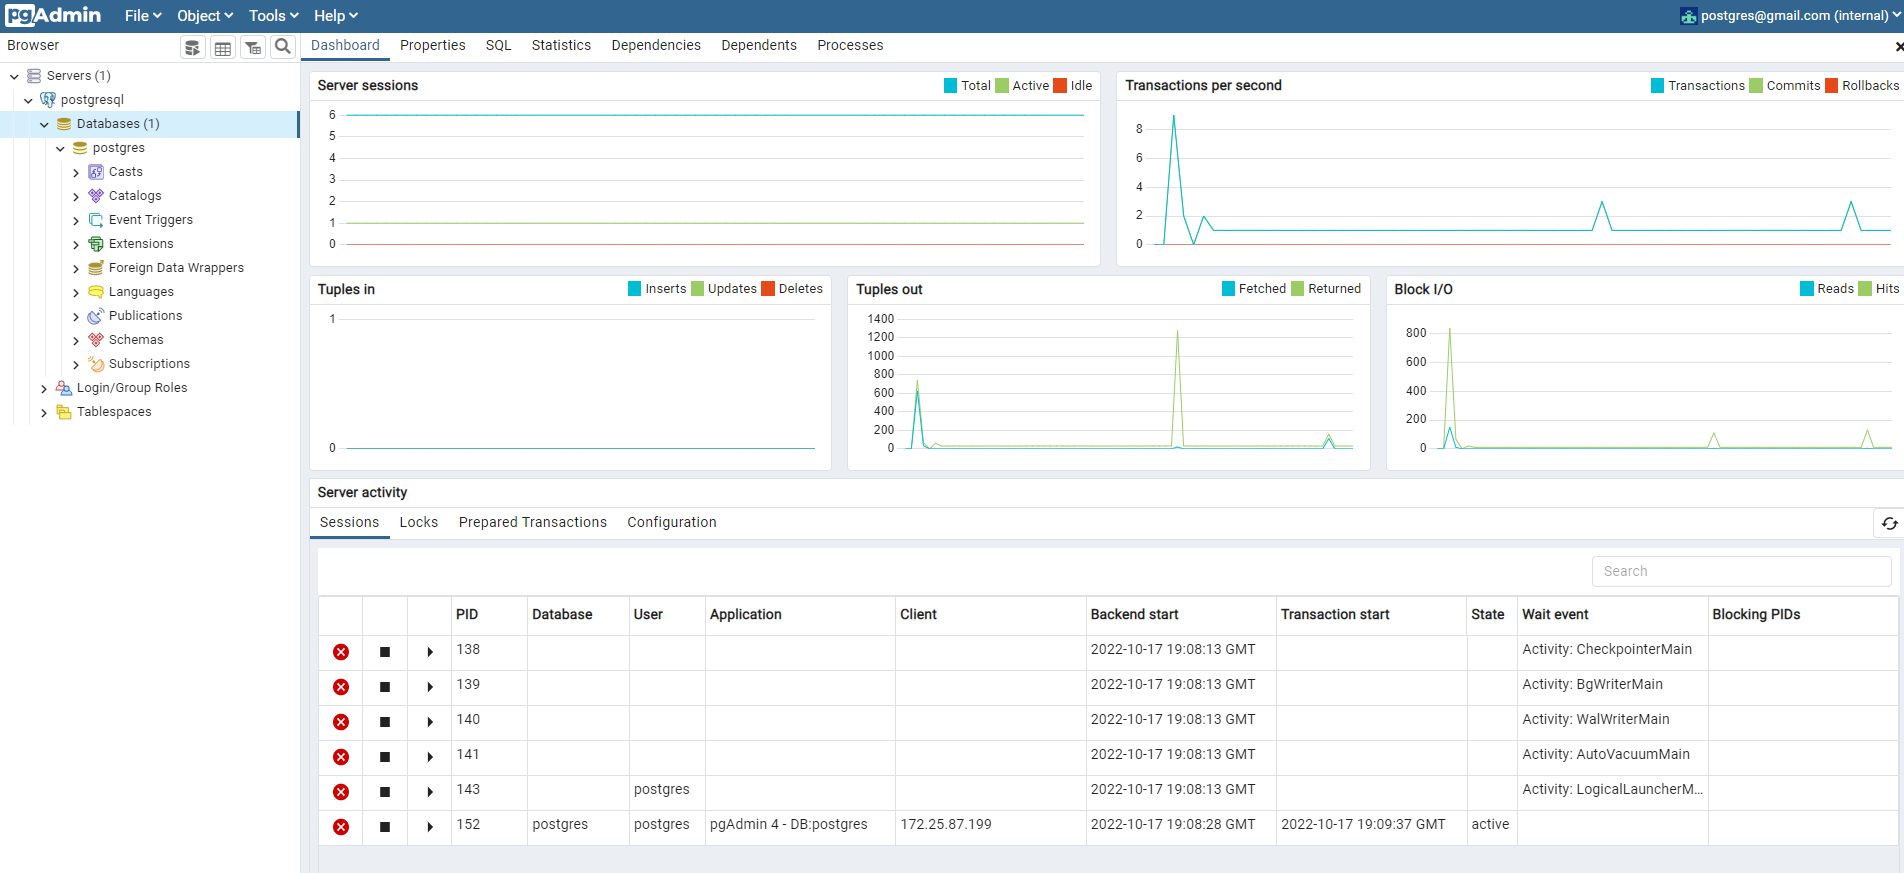 pgAdmin File Object Tools Help postgres@gmail.com (internal)
Browser
Dashboard Properties SQL Statistics Dependencies Dependents Processes
Servers (1)
postgresql
Databases (1)
postgres
Casts
Catalogs
Event Triggers
Extensions
Foreign Data Wrappers
Languages
Publications
Schemas
Subscriptions
Login/Group Roles
Tablespaces
Server sessions Total Active Idle
6
5
4
3
2
1
0
Transactions per second Transactions Commits Rollbacks
8
6
4
2
0
Tuples in Inserts Updates Deletes
1
0
Tuples out Fetched Returned
1400
1200
1000
800
600
400
200
0
Block I/O Reads Hits
800
600
400
200
0
Server activity
Sessions Locks Prepared Transactions Configuration
Search
PID Database User Application Client Backend start Transaction start State Wait event Blocking PIDs
138 2022-10-17 19:08:13 GMT Activity: CheckpointerMain
139 2022-10-17 19:08:13 GMT Activity: BgWriterMain
140 2022-10-17 19:08:13 GMT Activity: WalWriterMain
141 2022-10-17 19:08:13 GMT Activity: AutoVacuumMain
143 postgres 2022-10-17 19:08:13 GMT Activity: LogicalLauncherM...
152 postgres postgres pgAdmin 4 - DB:postgres 172.25.87.199 2022-10-17 19:08:28 GMT 2022-10-17 19:09:37 GMT active